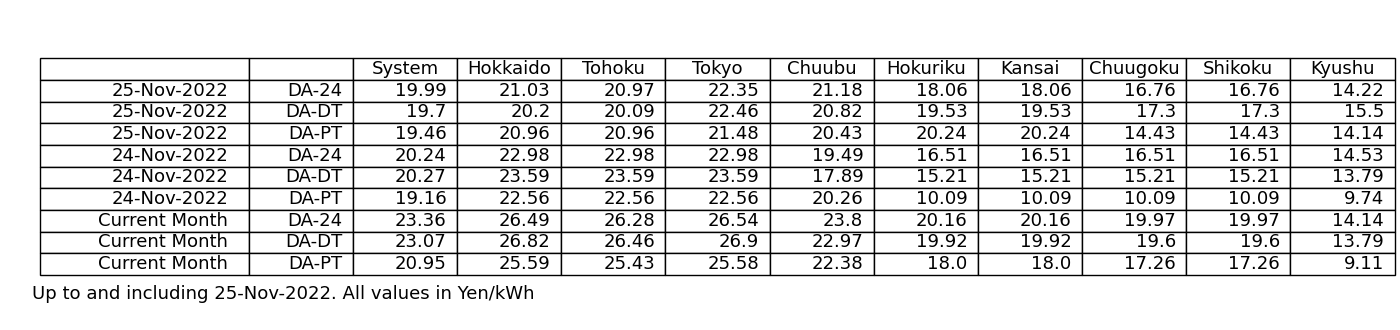 System Hokkaido Tohoku Tokyo Chuubu Hokuriku Kansai Chuugoku Shikoku Kyushu
25-Nov-2022 DA-24 19.99 21.03 20.97 22.35 21.18 18.06 18.06 16.76 16.76 14.22
25-Nov-2022 DA-DT 19.7 20.2 20.09 22.46 20.82 19.53 19.53 17.3 17.3 15.5
25-Nov-2022 DA-PT 19.46 20.96 20.96 21.48 20.43 20.24 20.24 14.43 14.43 14.14
24-Nov-2022 DA-24 20.24 22.98 22.98 22.98 19.49 16.51 16.51 16.51 16.51 14.53
24-Nov-2022 DA-DT 20.27 23.59 23.59 23.59 17.89 15.21 15.21 15.21 15.21 13.79
24-Nov-2022 DA-PT 19.16 22.56 22.56 22.56 20.26 10.09 10.09 10.09 10.09 9.74
Current Month DA-24 23.36 26.49 26.28 26.54 23.8 20.16 20.16 19.97 19.97 14.14
Current Month DA-DT 23.07 26.82 26.46 26.9 22.97 19.92 19.92 19.6 19.6 13.79
Current Month DA-PT 20.95 25.59 25.43 25.58 22.38 18.0 18.0 17.26 17.26 9.11
Up to and including 25-Nov-2022. All values in Yen/kWh